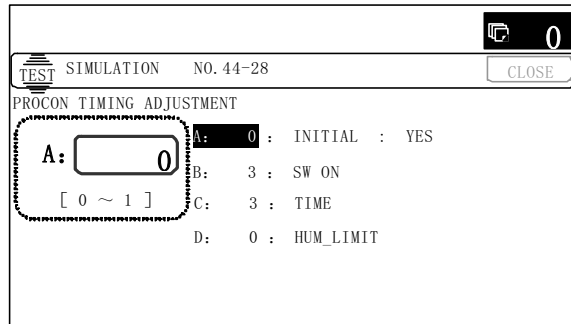 0
TEST SIMULATION NO.44-28 CLOSE
PROCON TIMING ADJUSTMENT
A: 0
[ 0 ~ 1 ]
A: 0 : INITIAL : YES
B: 3 : SW ON
C: 3 : TIME
D: 0 : HUM_LIMIT